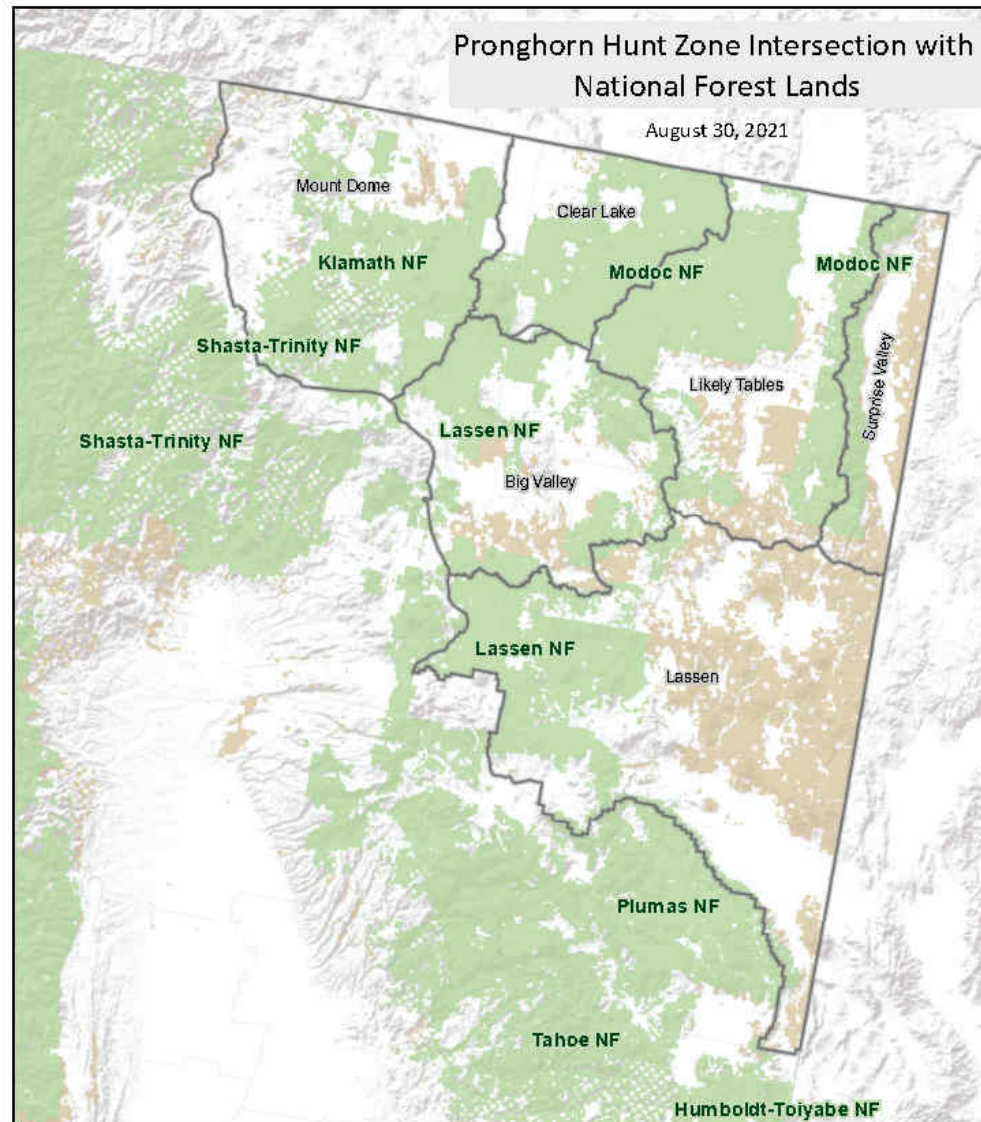 Pronghorn Hunt Zone Intersection with
National Forest Lands
August 30, 2021
Mount Dome
Clear Lake
Klamath NF
Modoc NF
Modoc NF
Shasta-Trinity NF
Surprise Valley
Likely Tables
Shasta-Trinity NF
Lassen NF
Big Valley
Lassen NF
Lassen
Plumas NF
Tahoe NF
Humboldt-Toiyabe NF